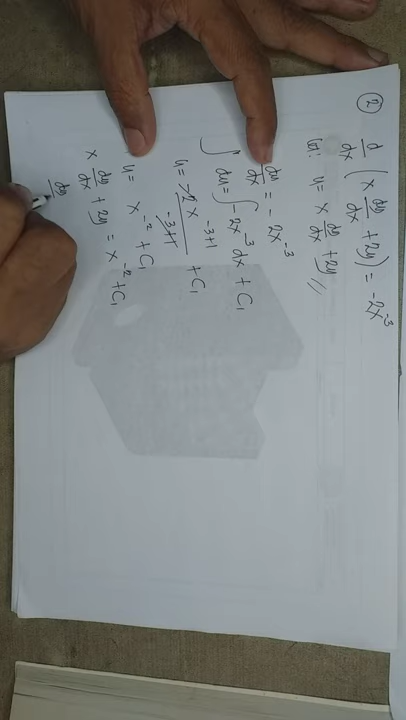 ② d/dx (x dy/dx + 2y) = -2x^-3
let: u = x dy/dx + 2y //
du/dx = -2x^-3
∫ du = ∫ -2x^-3 dx + C₁
u = -2x^-3+1 / -3+1 + C₁
u = x^-2 + C₁
x dy/dx + 2y = x^-2 + C₁
dy